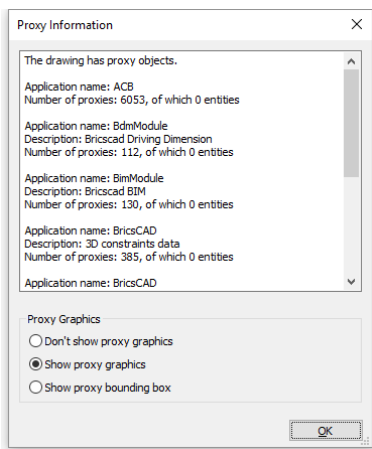 Proxy Information
The drawing has proxy objects.
Application name: ACB
Number of proxies: 6053, of which 0 entities
Application name: BdmModule
Description: Bricscad Driving Dimension
Number of proxies: 112, of which 0 entities
Application name: BimModule
Description: Bricscad BIM
Number of proxies: 130, of which 0 entities
Application name: BricsCAD
Description: 3D constraints data
Number of proxies: 385, of which 0 entities
Application name: BricsCAD
Proxy Graphics
Don't show proxy graphics
Show proxy graphics
Show proxy bounding box
OK